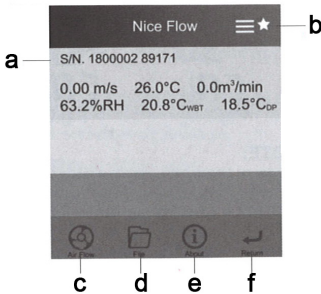 Nice Flow
b
a
S/N. 1800002 89171
0.00 m/s 26.0°C 0.0m³/min
63.2%RH 20.8°CWBT 18.5°CDP
Air Flow File About Return
c d e f